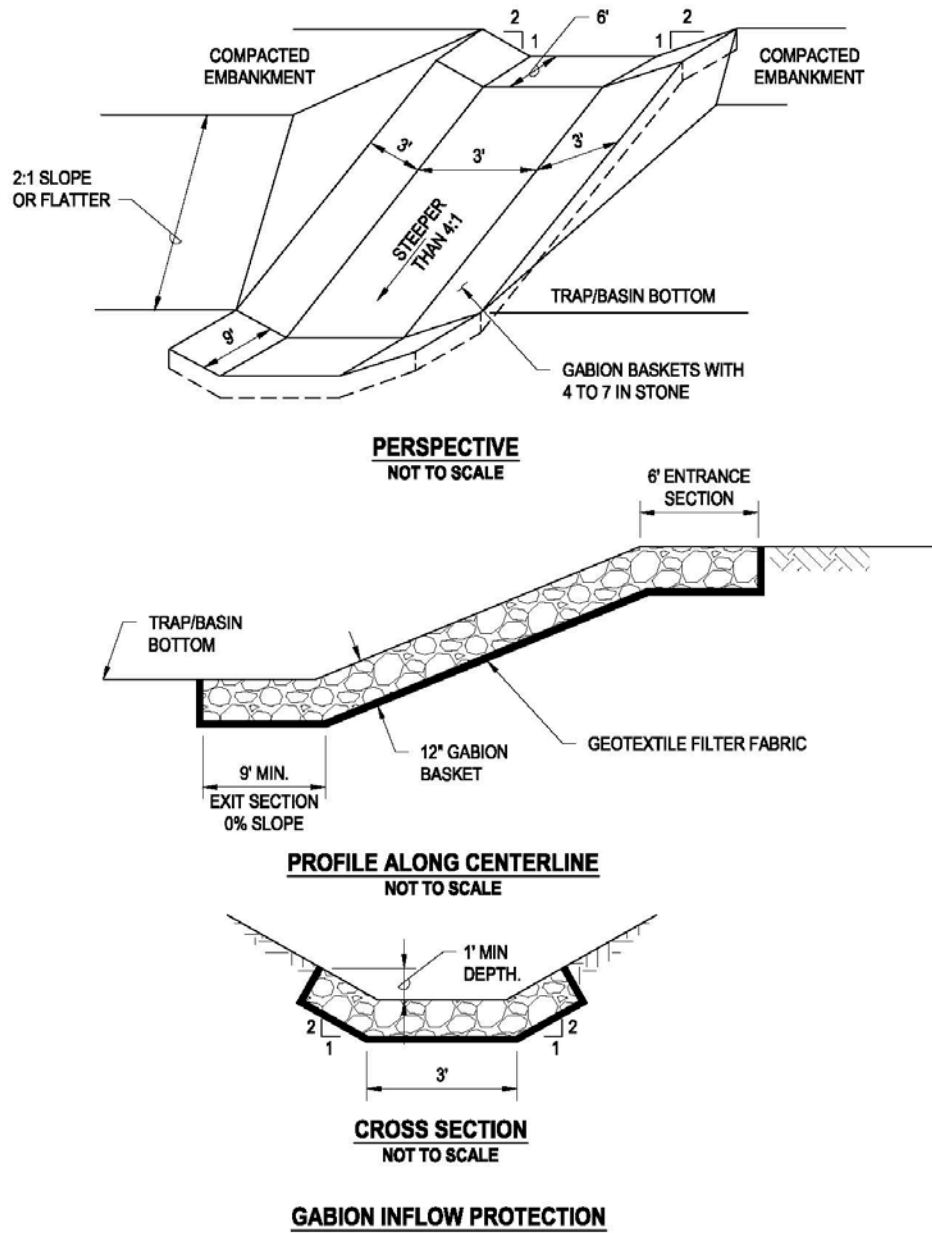 2
1
6'
1
2
COMPACTED
EMBANKMENT
COMPACTED
EMBANKMENT
3'
3'
3'
2:1 SLOPE
OR FLATTER
STEEPER
THAN 4:1
9'
TRAP/BASIN BOTTOM
GABION BASKETS WITH
4 TO 7 IN STONE
PERSPECTIVE
NOT TO SCALE
6' ENTRANCE
SECTION
TRAP/BASIN
BOTTOM
GEOTEXTILE FILTER FABRIC
12" GABION
BASKET
9' MIN.
EXIT SECTION
0% SLOPE
PROFILE ALONG CENTERLINE
NOT TO SCALE
1' MIN
DEPTH.
2
1
2
1
3'
CROSS SECTION
NOT TO SCALE
GABION INFLOW PROTECTION